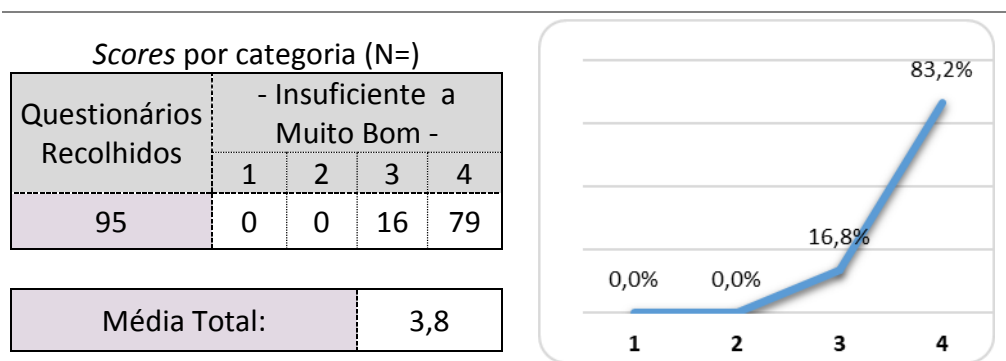 Scores por categoria (N=)
Questionários Recolhidos
- Insuficiente a
Muito Bom -
1 2 3 4
95 0 0 16 79
Média Total: 3,8
83,2%
16,8%
0,0% 0,0%
1 2 3 4